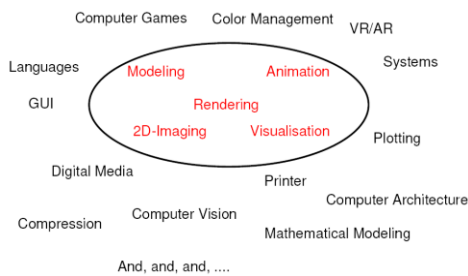 Computer Games
Color Management
VR/AR
Languages
Modeling
Animation
Systems
GUI
Rendering
2D-Imaging
Visualisation
Plotting
Digital Media
Printer
Computer Architecture
Compression
Computer Vision
Mathematical Modeling
And, and, and, ....